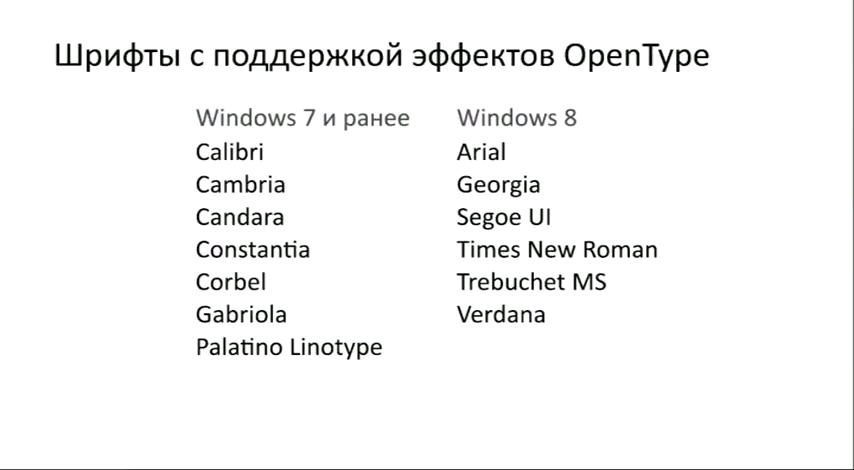 Шрифты с поддержкой эффектов OpenType
Windows 7 и ранее
Calibri
Cambria
Candara
Constantia
Corbel
Gabriola
Palatino Linotype
Windows 8
Arial
Georgia
Segoe UI
Times New Roman
Trebuchet MS
Verdana